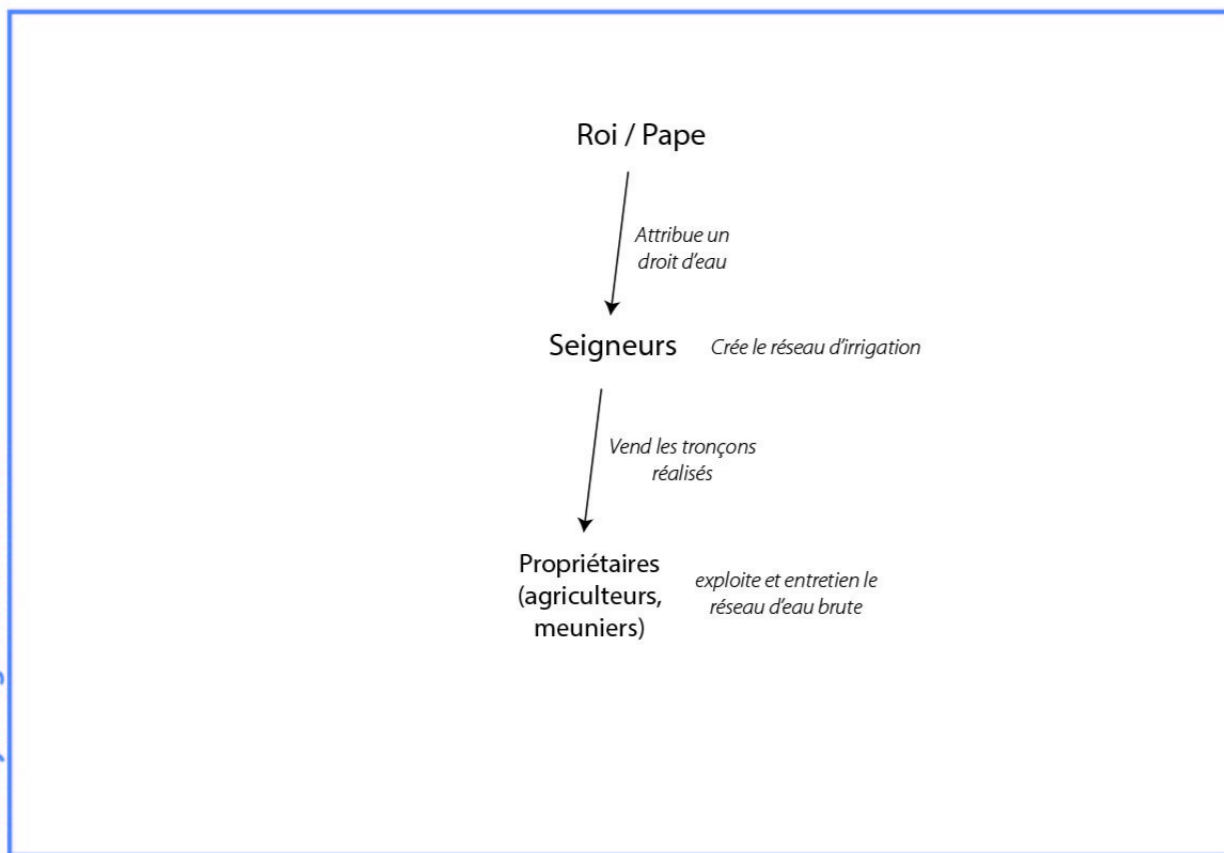 Roi / Pape
Attribue un
droit d'eau
Seigneurs
Crée le réseau d'irrigation
Vend les tronçons
réalisés
Propriétaires
(agriculteurs,
meuniers)
exploite et entretien le
réseau d'eau brute